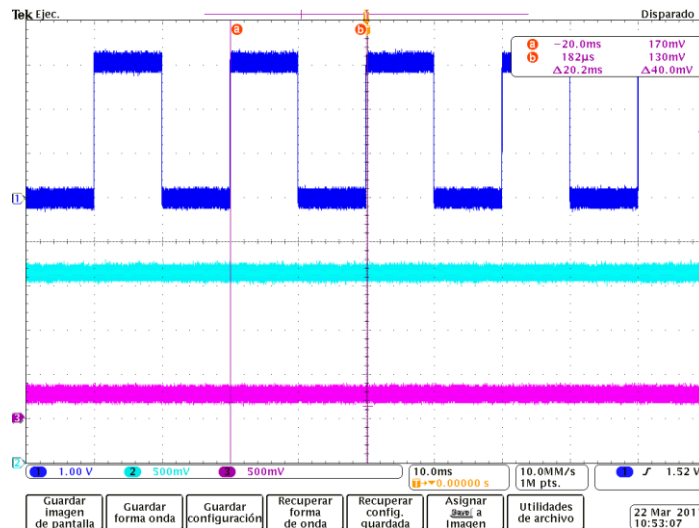 Tek Ejec. Disparado
a b
a -20.0ms 170mV
b 182µs 130mV
Δ20.2ms Δ40.0mV
1
3
2
1 1.00 V 2 500mV 3 500mV 10.0ms 10.0MM/s 1 1.52 V
T→▼0.00000 s 1M pts.
Guardar imagen de pantalla
Guardar forma onda
Guardar configuración
Recuperar forma de onda
Recuperar config. guardada
Asignar Save/ a Imagen
Utilidades de archivo
22 Mar 201
10:53:07